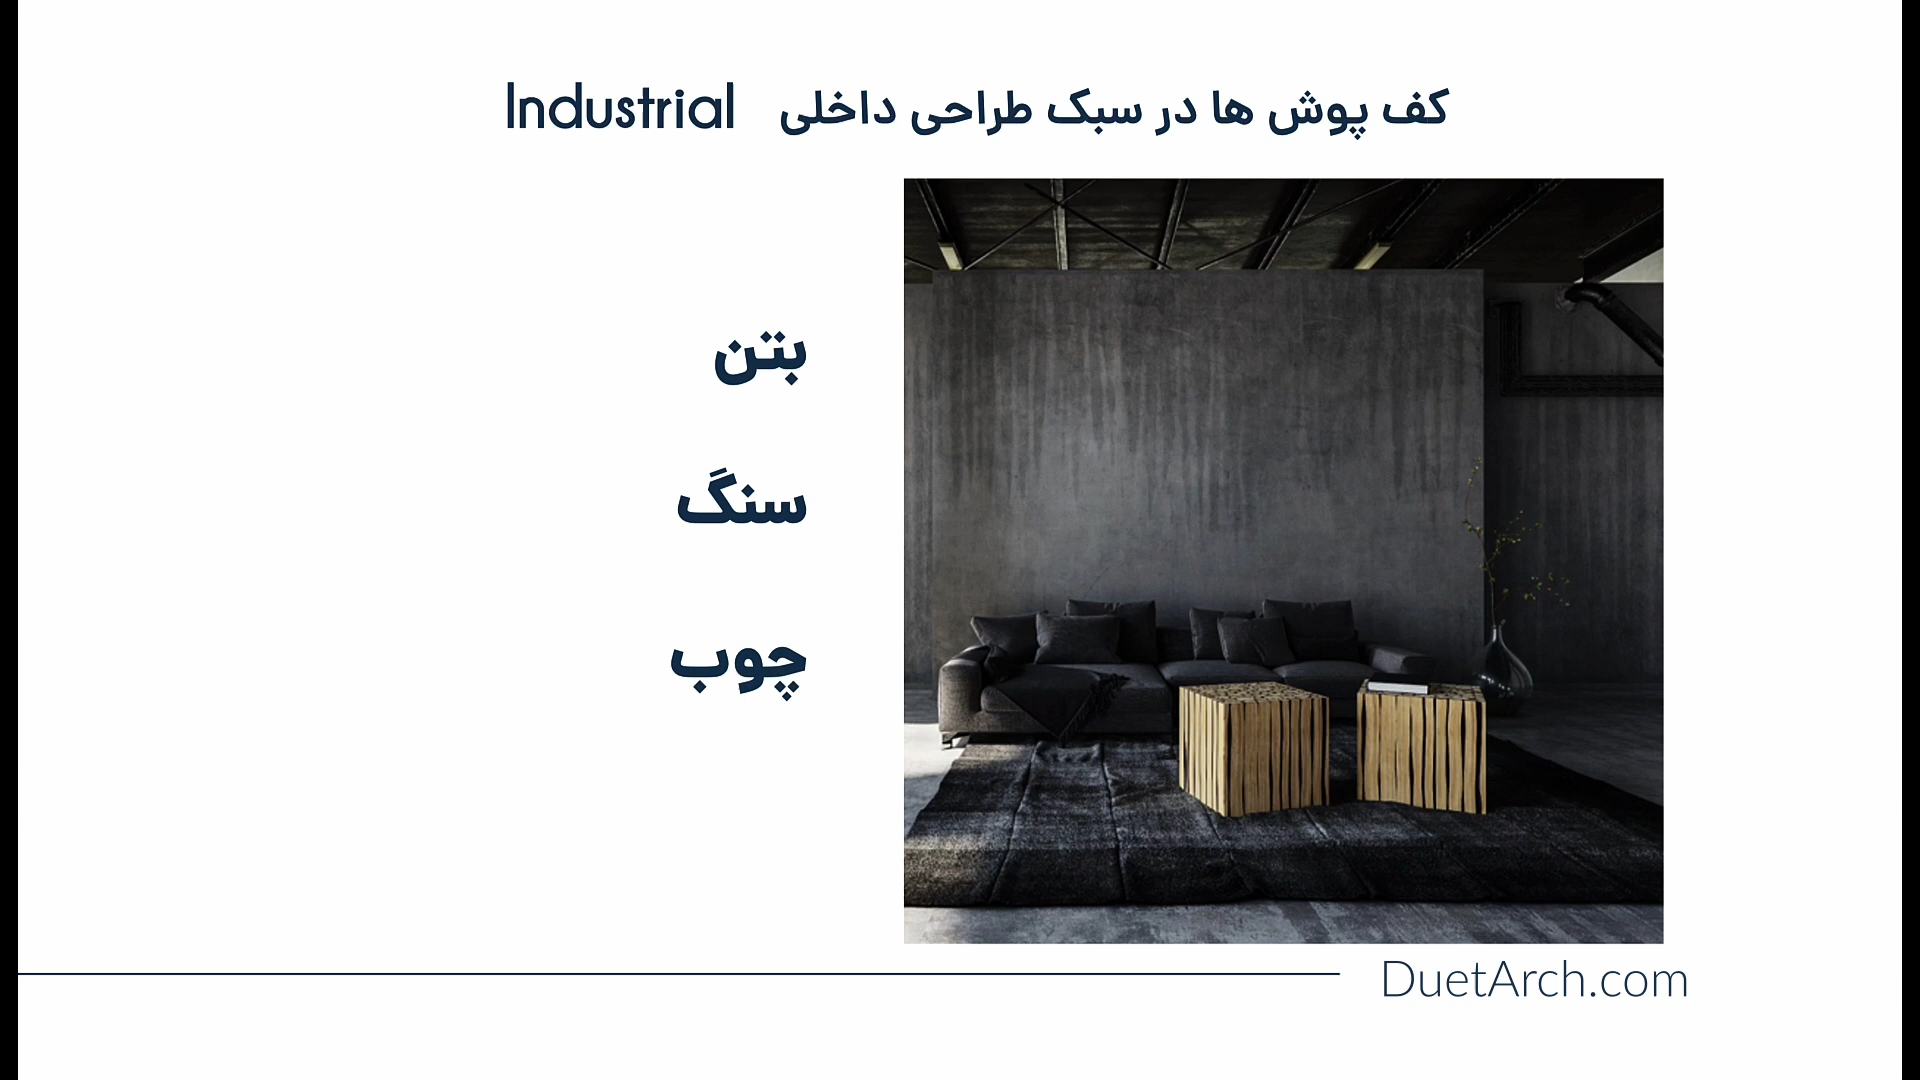 کف پوش ها در سبک طراحی داخلی Industrial
بتن
سنگ
چوب
DuetArch.com